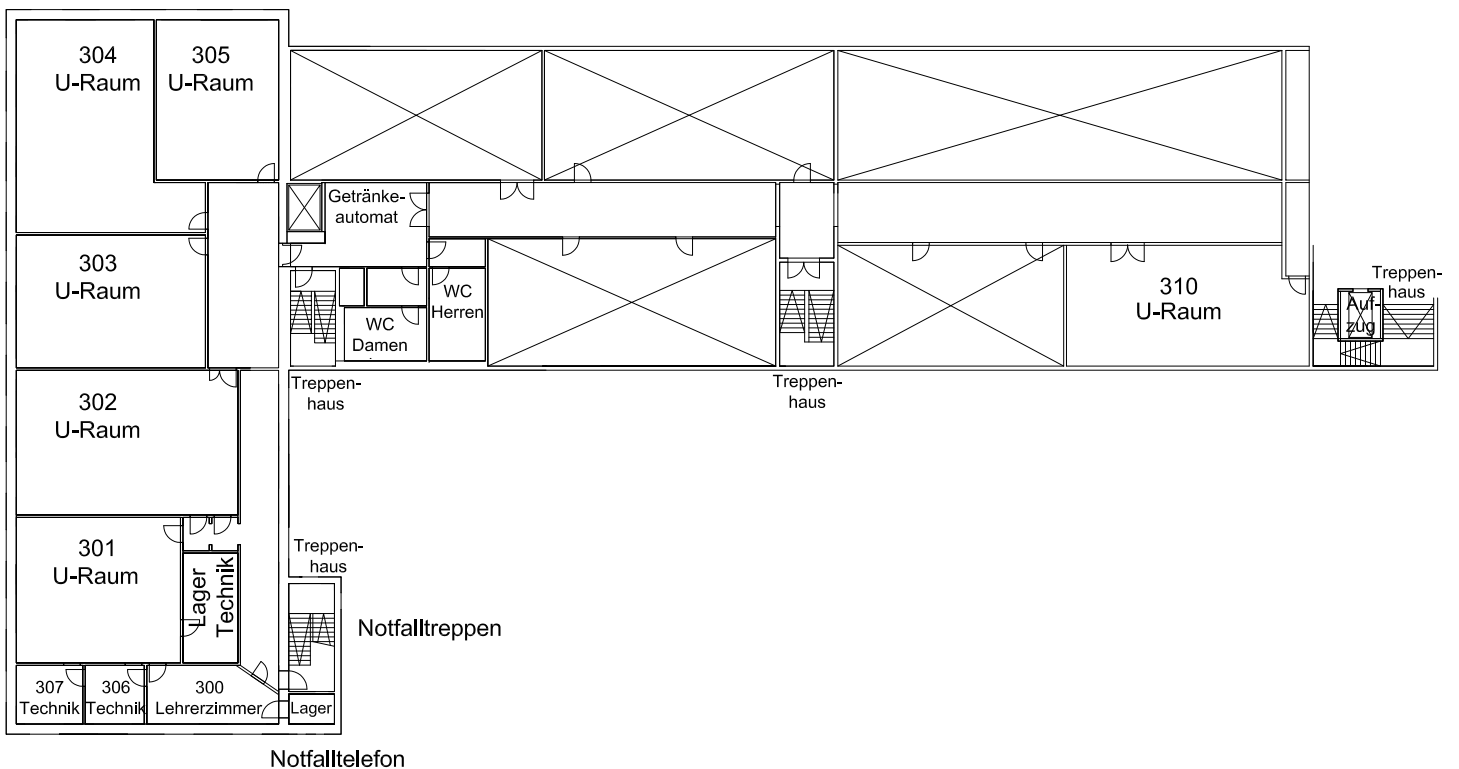 304
U-Raum
305
U-Raum
Getränke-
automat
303
U-Raum
WC
Herren
WC
Damen
310
U-Raum
Treppen-
haus
Auf-
zug
Treppen-
haus
Treppen-
haus
302
U-Raum
301
U-Raum
Lager
Technik
Treppen-
haus
Notfalltreppen
307
Technik
306
Technik
300
Lehrerzimmer
Lager
Notfalltelefon